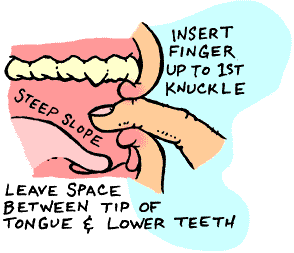 INSERT
FINGER
UP TO 1ST
KNUCKLE
STEEP SLOPE
LEAVE SPACE
BETWEEN TIP OF
TONGUE & LOWER TEETH